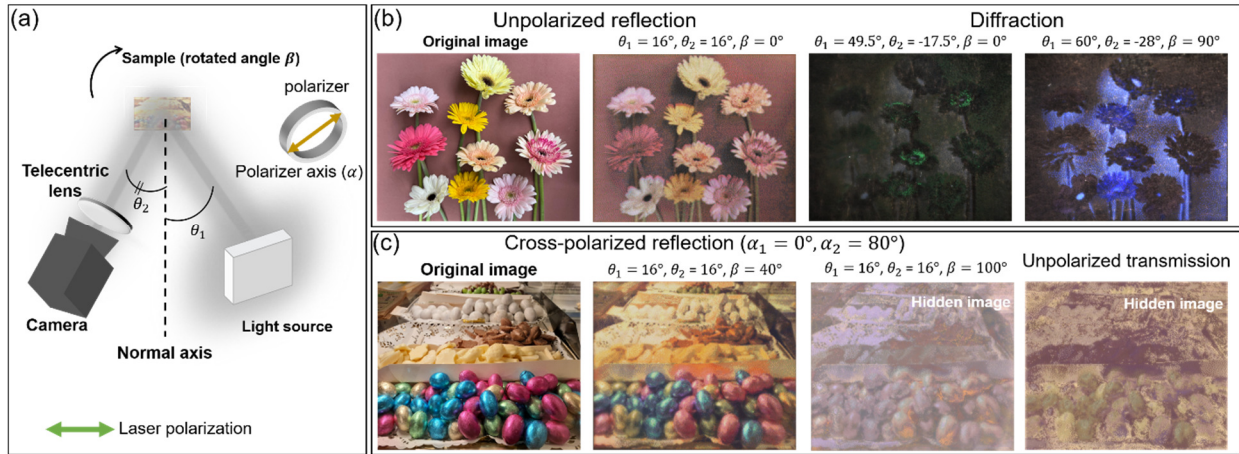 (a)
Sample (rotated angle β)
polarizer
Polarizer axis (α)
Telecentric
lens
θ₂
θ₁
Camera
Light source
Normal axis
Laser polarization
(b)
Unpolarized reflection
Diffraction
Original image
θ₁ = 16°, θ₂ = 16°, β = 0°
θ₁ = 49.5°, θ₂ = -17.5°, β = 0°
θ₁ = 60°, θ₂ = -28°, β = 90°
(c)
Cross-polarized reflection (α₁ = 0°, α₂ = 80°)
Original image
θ₁ = 16°, θ₂ = 16°, β = 40°
θ₁ = 16°, θ₂ = 16°, β = 100°
Unpolarized transmission
Hidden image
Hidden image